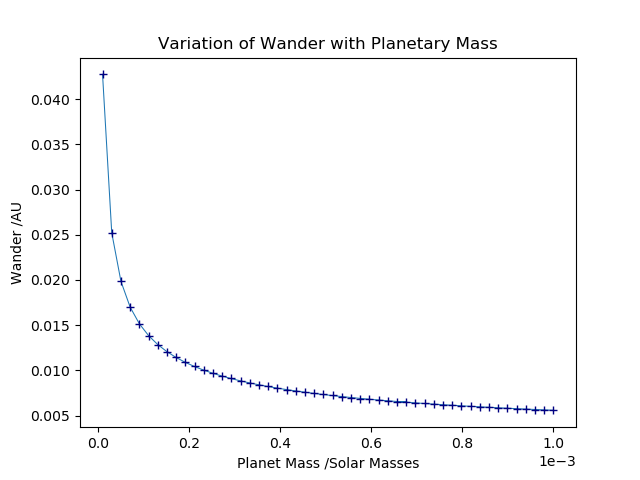 Variation of Wander with Planetary Mass
0.040
0.035
0.030
0.025
0.020
0.015
0.010
0.005
Wander /AU
0.0 0.2 0.4 0.6 0.8 1.0
1e−3
Planet Mass /Solar Masses